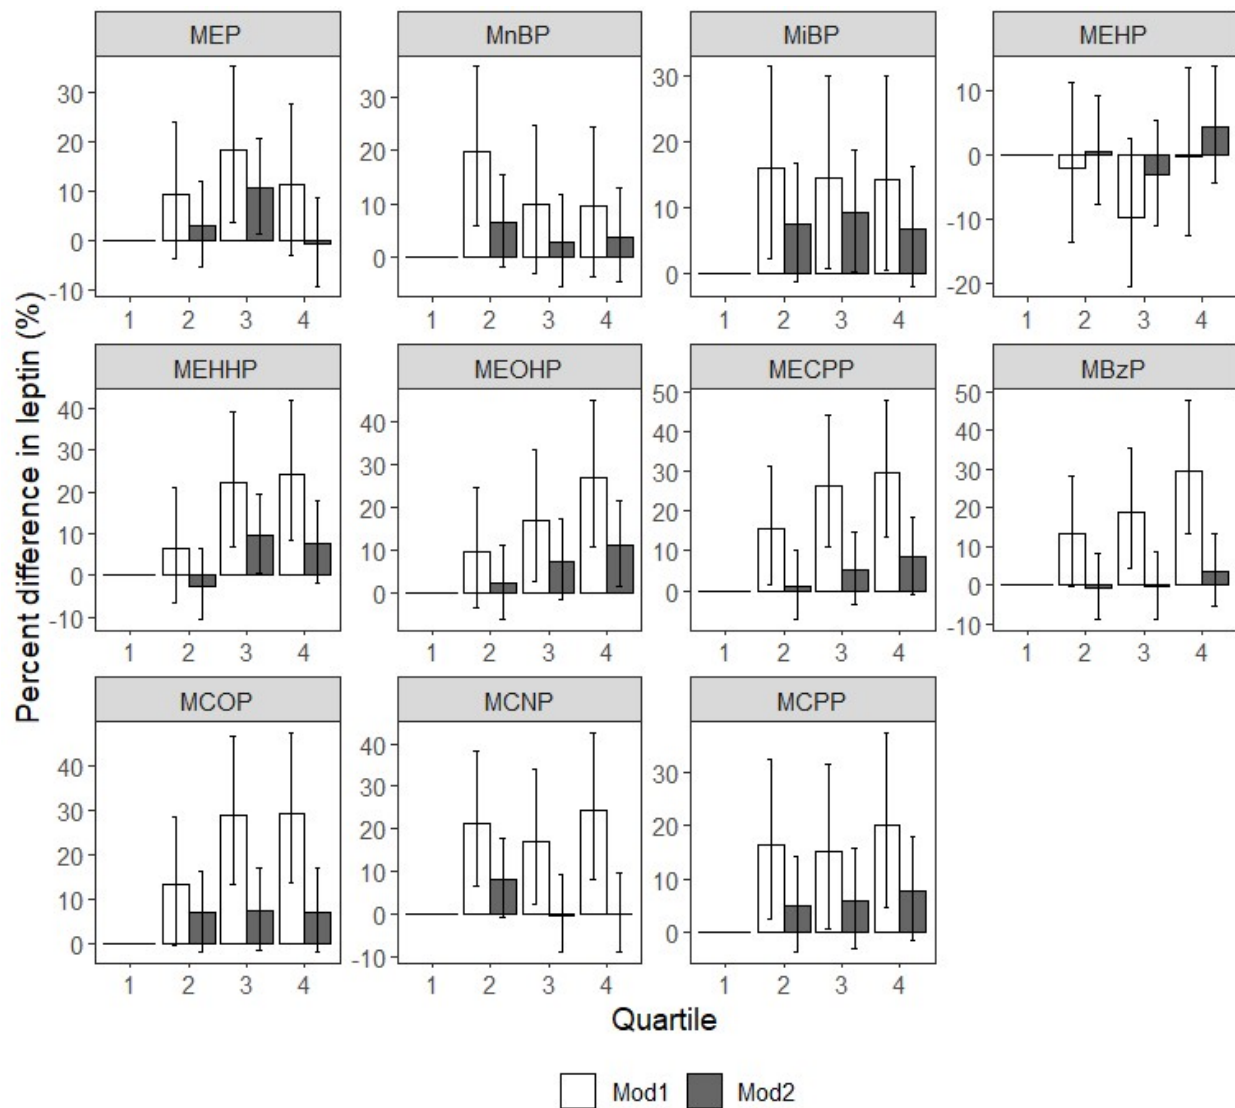 MEP MnBP MiBP MEHP
30 30 30 10
20 20 20 0
10 10 10 -10
0 0 0 -20
-10
1 2 3 4 1 2 3 4 1 2 3 4 1 2 3 4
MEHHP MEOHP MECPP MBzP
40 40 50 50
30 30 40 40
20 20 30 30
10 10 20 20
0 0 10 10
-10 0 0
-10
1 2 3 4 1 2 3 4 1 2 3 4 1 2 3 4
Percent difference in leptin (%)
MCOP MCNP MCPP
40 40 30
30 30 20
20 20 10
10 10 0
0 0
-10
1 2 3 4 1 2 3 4 1 2 3 4
Quartile
Mod1 Mod2